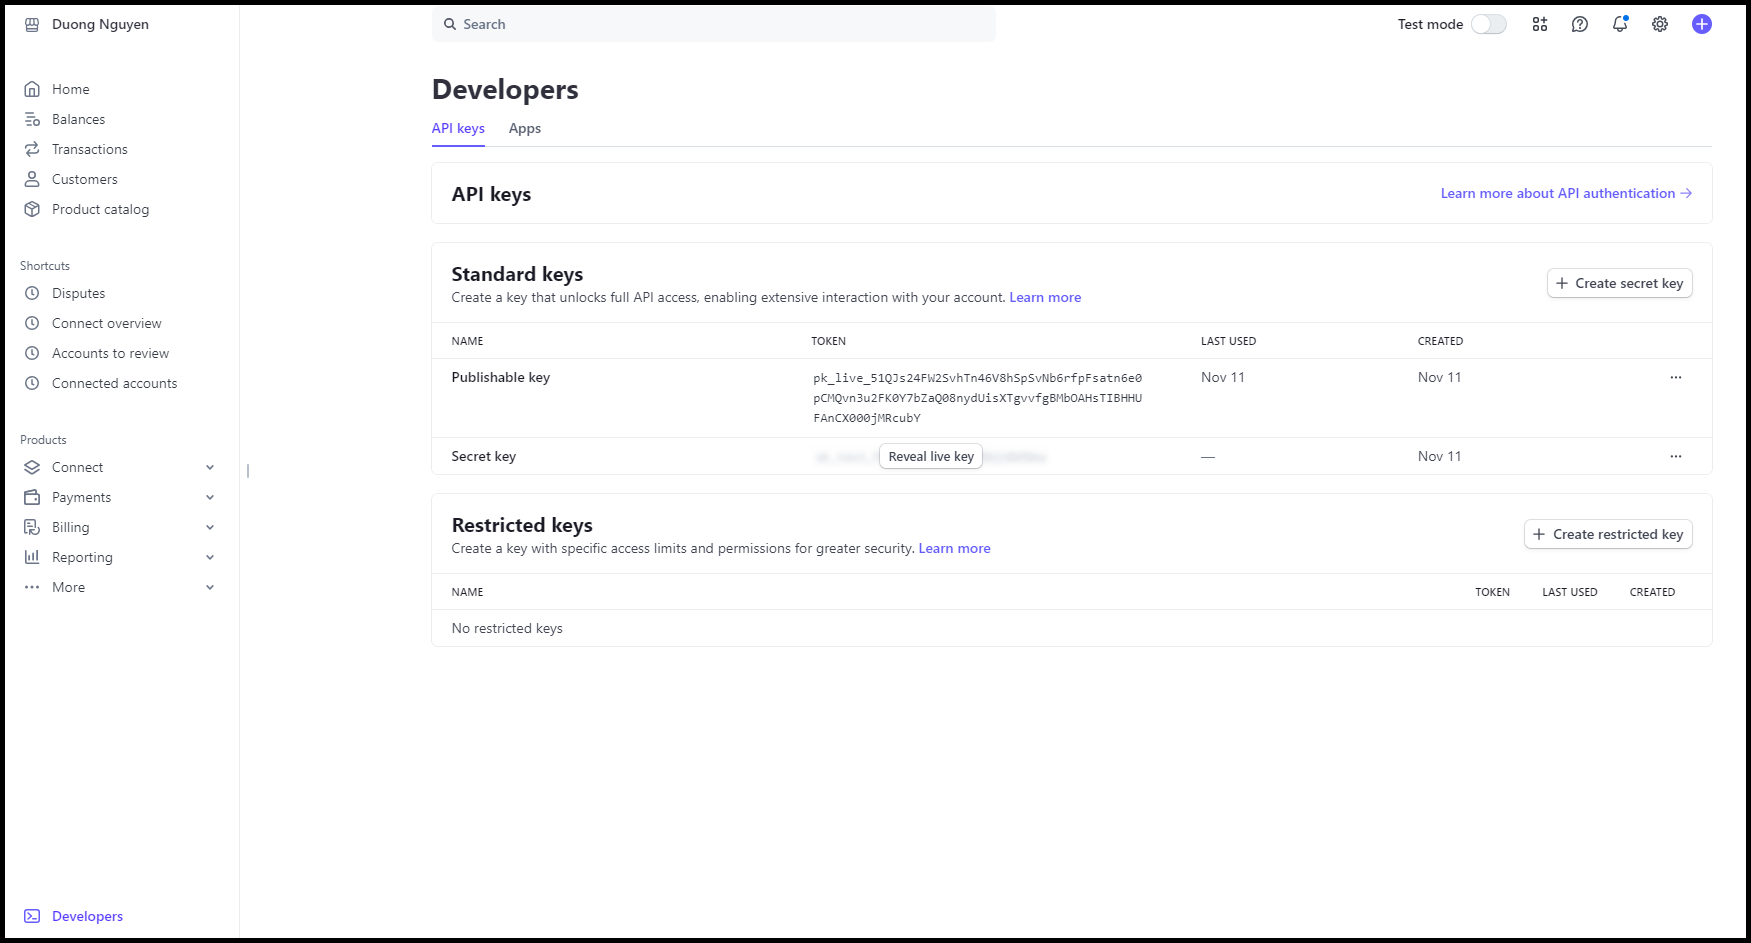 Duong Nguyen
Search
Test mode
Home
Balances
Transactions
Customers
Product catalog
Shortcuts
Disputes
Connect overview
Accounts to review
Connected accounts
Products
Connect
Payments
Billing
Reporting
More
Developers
Developers
API keys Apps
API keys
Learn more about API authentication →
Standard keys
Create a key that unlocks full API access, enabling extensive interaction with your account. Learn more
+ Create secret key
NAME TOKEN LAST USED CREATED
Publishable key pk_live_51QJs24FW2SvhTn46V8hSpSvNb6rfpFsatn6e0 Nov 11 Nov 11 ...
pCMQvn3u2FK0Y7bZaQ08nydUisXTgvvfgBMbOAHsTIBHHU
FAnCX000jMRcubY
Secret key Reveal live key — Nov 11 ...
Restricted keys
Create a key with specific access limits and permissions for greater security. Learn more
+ Create restricted key
NAME TOKEN LAST USED CREATED
No restricted keys